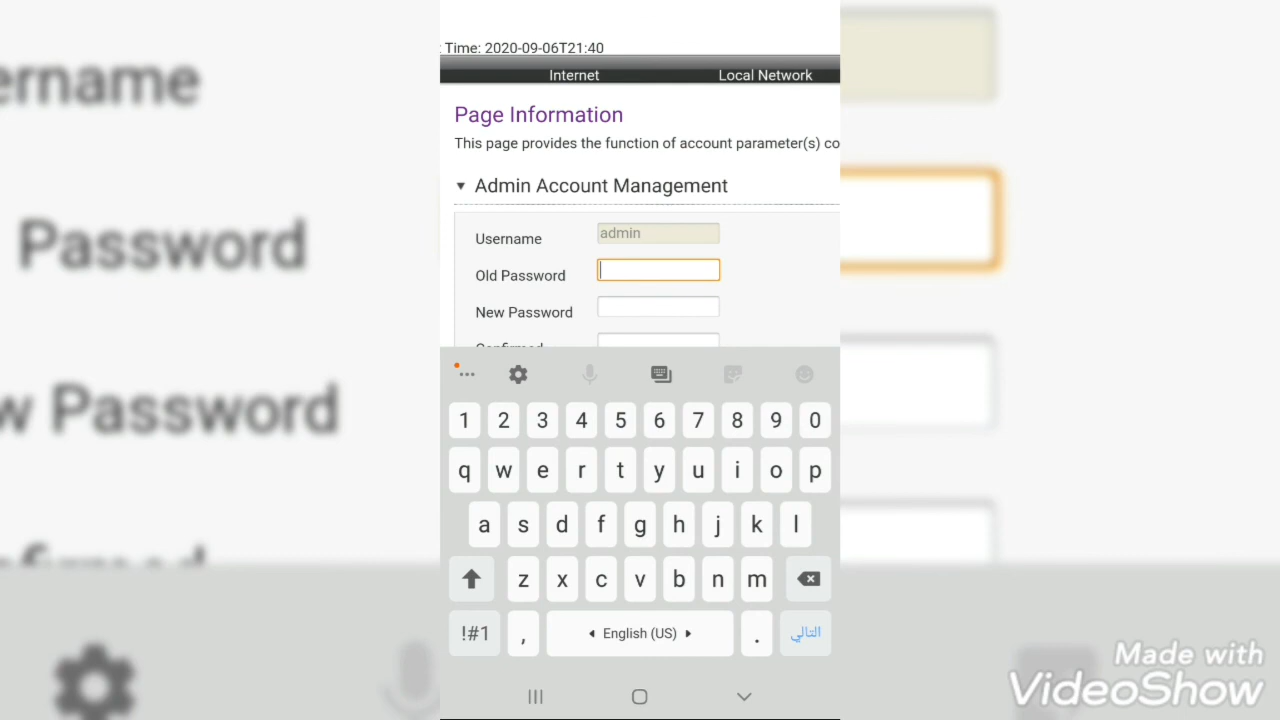 : Time: 2020-09-06T21:40
Internet Local Network
Page Information
This page provides the function of account parameter(s) co
Admin Account Management
Username admin
Old Password
New Password
Confirmed
1 2 3 4 5 6 7 8 9 0
q w e r t y u i o p
a s d f g h j k l
z x c v b n m
!#1 , English (US) . التالي
ername
Password
w Password
nfirmed
Made with
VideoShow